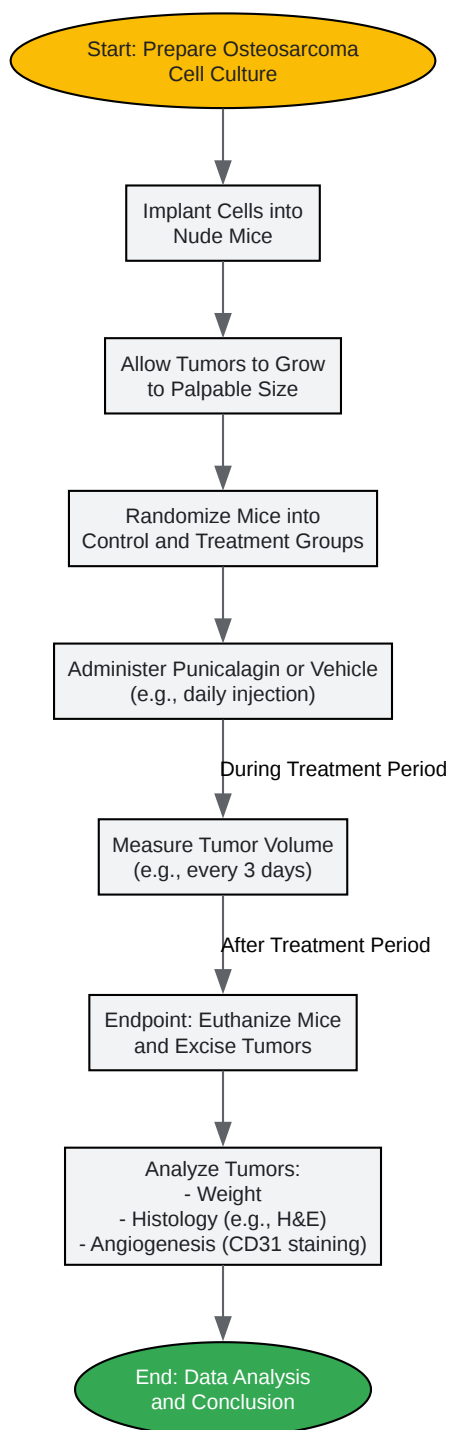 Start: Prepare Osteosarcoma
Cell Culture
Implant Cells into
Nude Mice
Allow Tumors to Grow
to Palpable Size
Randomize Mice into
Control and Treatment Groups
Administer Punicalagin or Vehicle
(e.g., daily injection)
During Treatment Period
Measure Tumor Volume
(e.g., every 3 days)
After Treatment Period
Endpoint: Euthanize Mice
and Excise Tumors
Analyze Tumors:
- Weight
- Histology (e.g., H&E)
- Angiogenesis (CD31 staining)
End: Data Analysis
and Conclusion